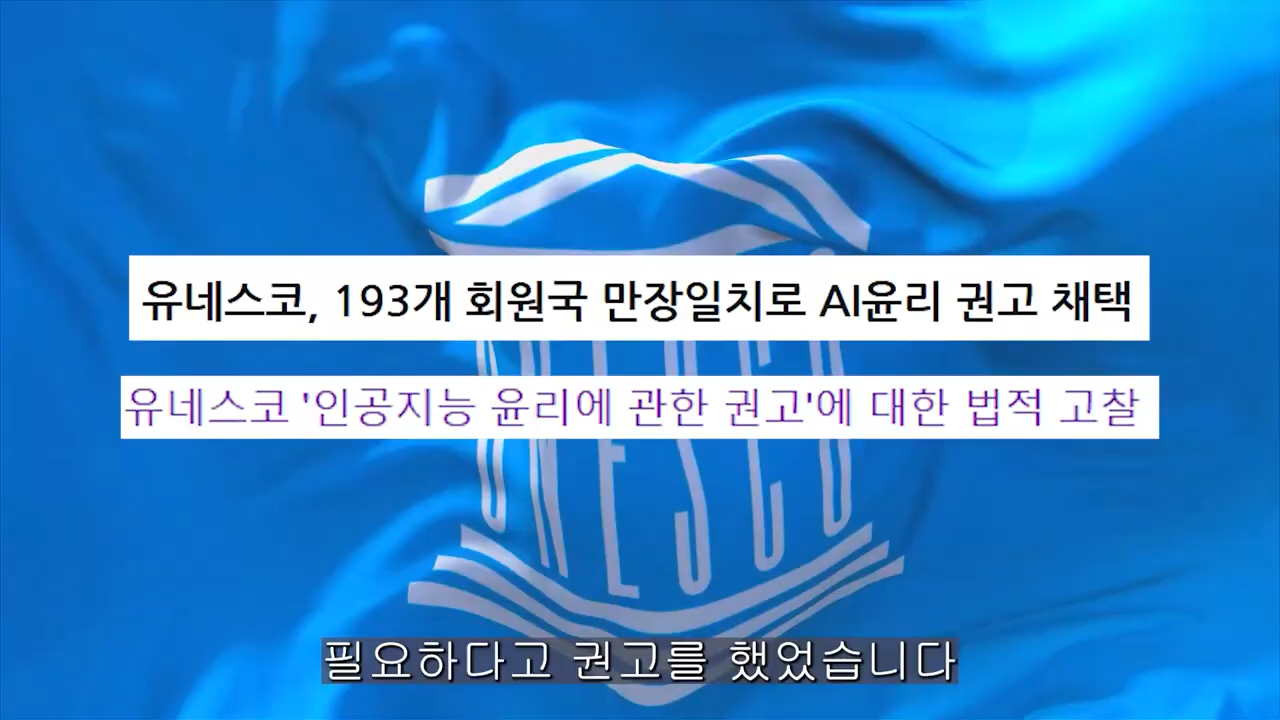 유네스코, 193개 회원국 만장일치로 AI윤리 권고 채택
유네스코 '인공지능 윤리에 관한 권고'에 대한 법적 고찰
UNESCO
필요하다고 권고를 했었습니다